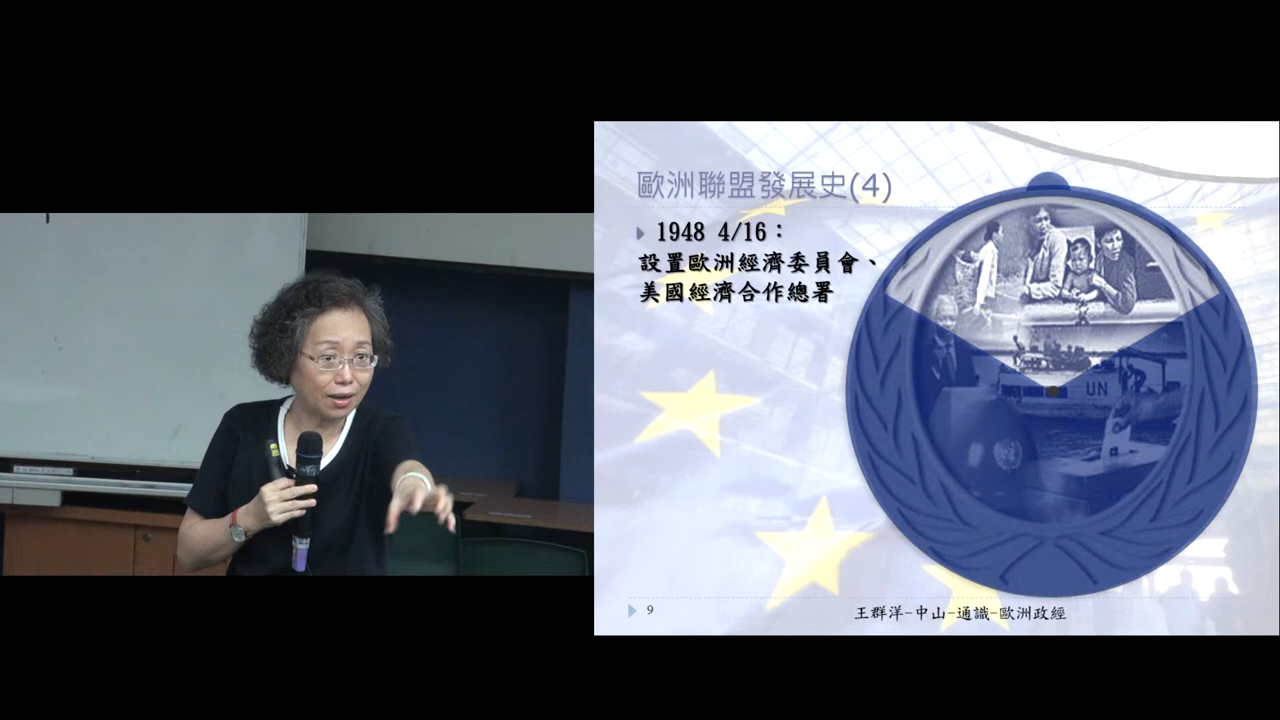 歐洲聯盟發展史(4)
1948 4/16：
設置歐洲經濟委員會、
美國經濟合作總署
UN
9
王群洋-中山-通識-歐洲政經